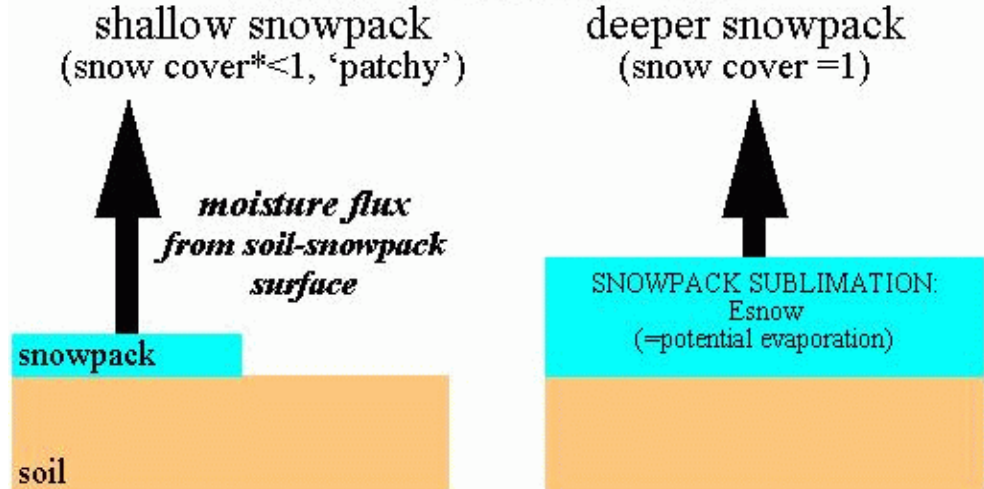 shallow snowpack
(snow cover*<1, ‘patchy’)
moisture flux
from soil-snowpack
surface
snowpack
soil
deeper snowpack
(snow cover =1)
SNOWPACK SUBLIMATION:
Esnow
(=potential evaporation)